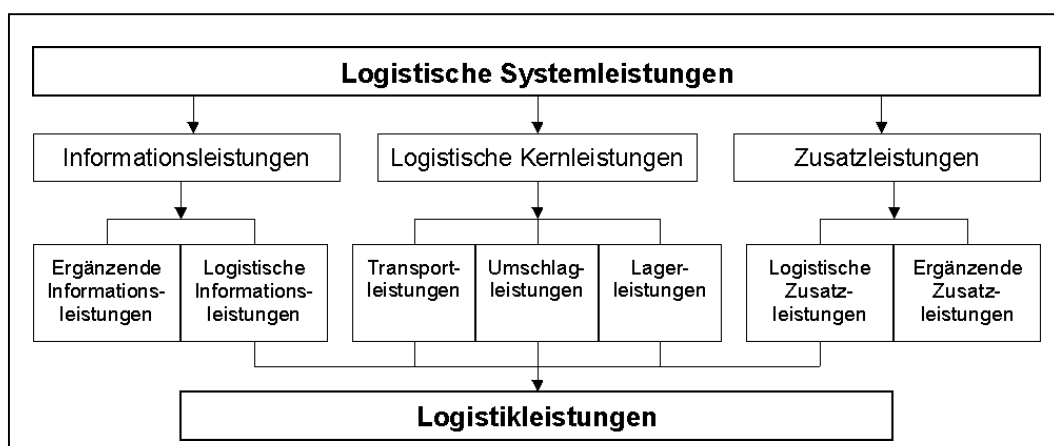 Logistische Systemleistungen
Informationsleistungen
Logistische Kernleistungen
Zusatzleistungen
Ergänzende
Informations-
leistungen
Logistische
Informations-
leistungen
Transport-
leistungen
Umschlag-
leistungen
Lager-
leistungen
Logistische
Zusatz-
leistungen
Ergänzende
Zusatz-
leistungen
Logistikleistungen